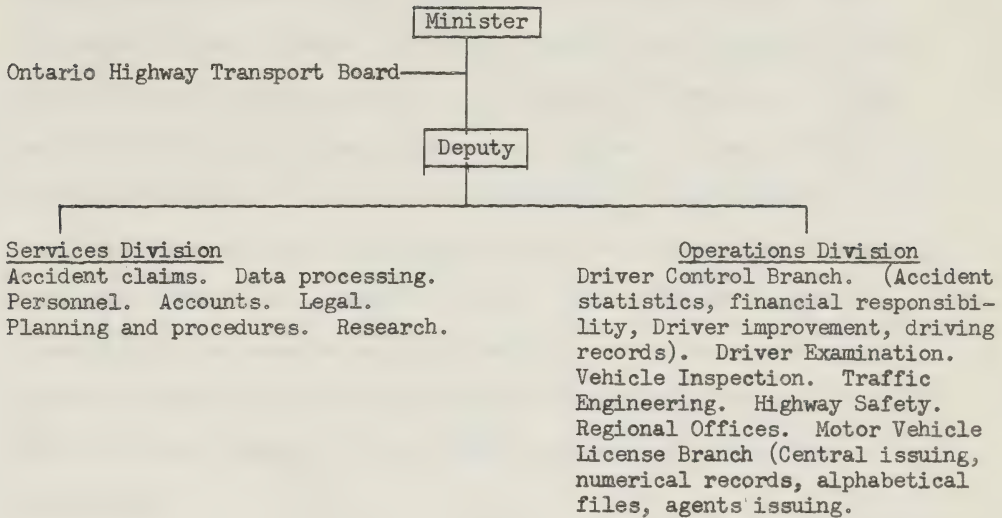 Minister
Ontario Highway Transport Board
Deputy
Services Division
Accident claims. Data processing.
Personnel. Accounts. Legal.
Planning and procedures. Research.
Operations Division
Driver Control Branch. (Accident
statistics, financial responsibi-
lity, Driver improvement, driving
records). Driver Examination.
Vehicle Inspection. Traffic
Engineering. Highway Safety.
Regional Offices. Motor Vehicle
License Branch (Central issuing,
numerical records, alphabetical
files, agents issuing.